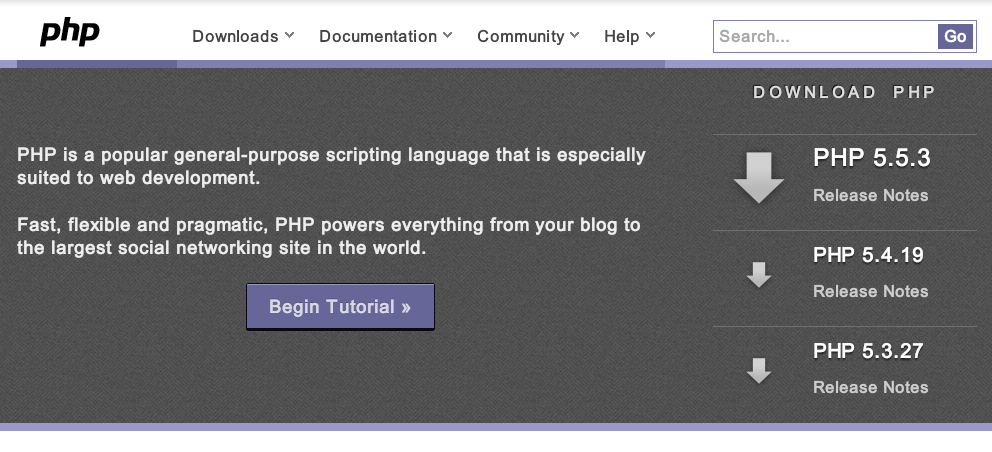 php
Downloads Documentation Community Help Search... Go
PHP is a popular general-purpose scripting language that is especially
suited to web development.
Fast, flexible and pragmatic, PHP powers everything from your blog to
the largest social networking site in the world.
Begin Tutorial »
DOWNLOAD PHP
PHP 5.5.3
Release Notes
PHP 5.4.19
Release Notes
PHP 5.3.27
Release Notes